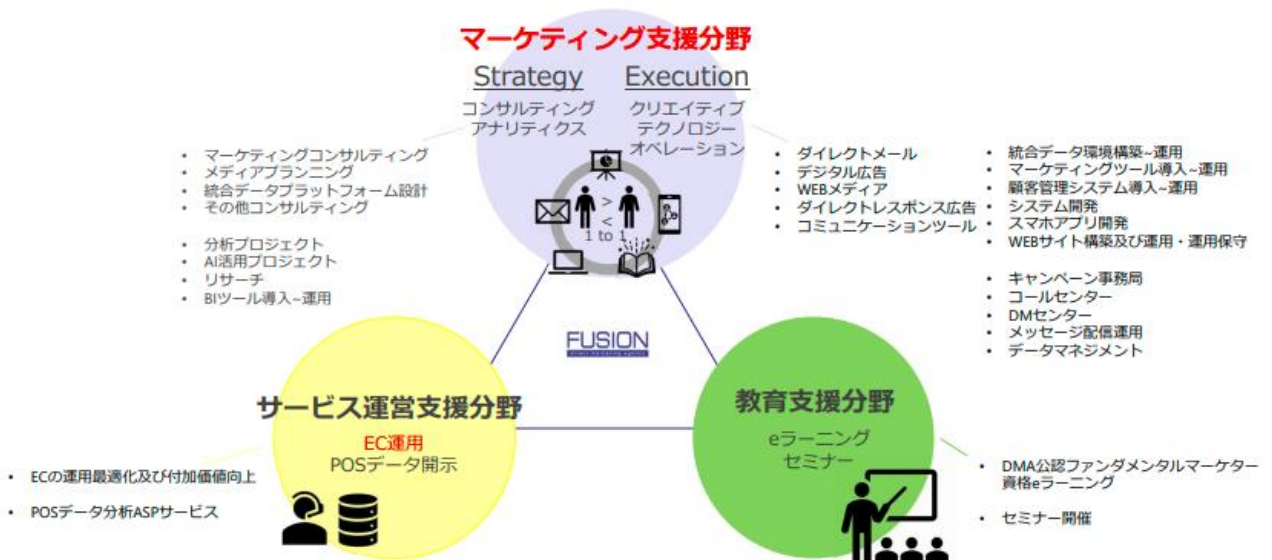 マーケティング支援分野
Strategy
コンサルティング
アナリティクス
Execution
クリエイティブ
テクノロジー
オペレーション
1 to 1
• マーケティングコンサルティング
• メディアプランニング
• 統合データプラットフォーム設計
• その他コンサルティング
• 分析プロジェクト
• AI活用プロジェクト
• リサーチ
• BIツール導入~運用
• ダイレクトメール
• デジタル広告
• WEBメディア
• ダイレクトレスポンス広告
• コミュニケーションツール
• 統合データ環境構築~運用
• マーケティングツール導入~運用
• 顧客管理システム導入~運用
• システム開発
• スマホアプリ開発
• WEBサイト構築及び運用・運用保守
• キャンペーン事務局
• コールセンター
• DMセンター
• メッセージ配信運用
• データマネジメント
FUSION
サービス運営支援分野
EC運用
POSデータ開示
• ECの運用最適化及び付加価値向上
• POSデータ分析ASPサービス
教育支援分野
eラーニング
セミナー
• DMA公認ファンダメンタルマーケター
資格eラーニング
• セミナー開催